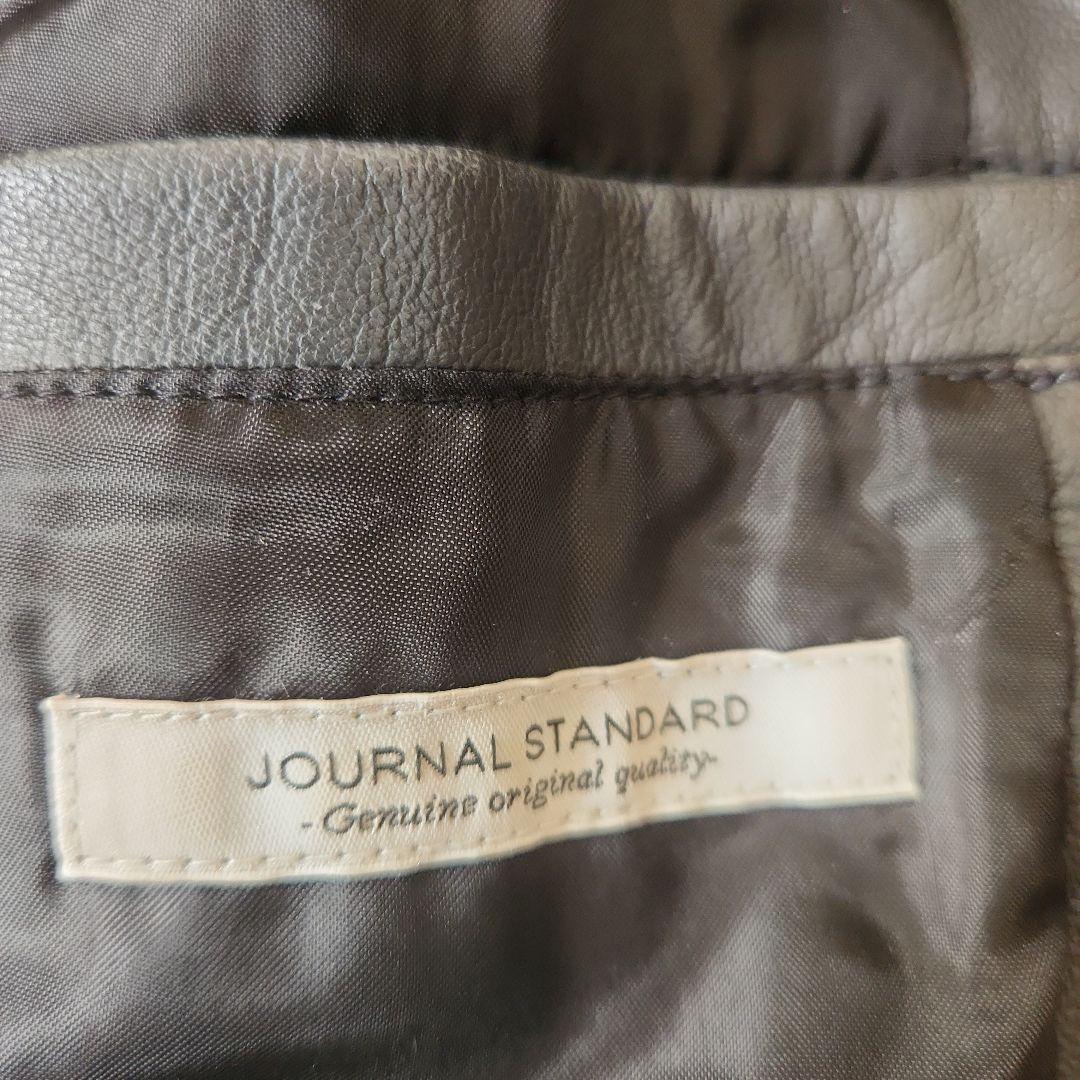 JOURNAL STANDARD
-Genuine original quality-